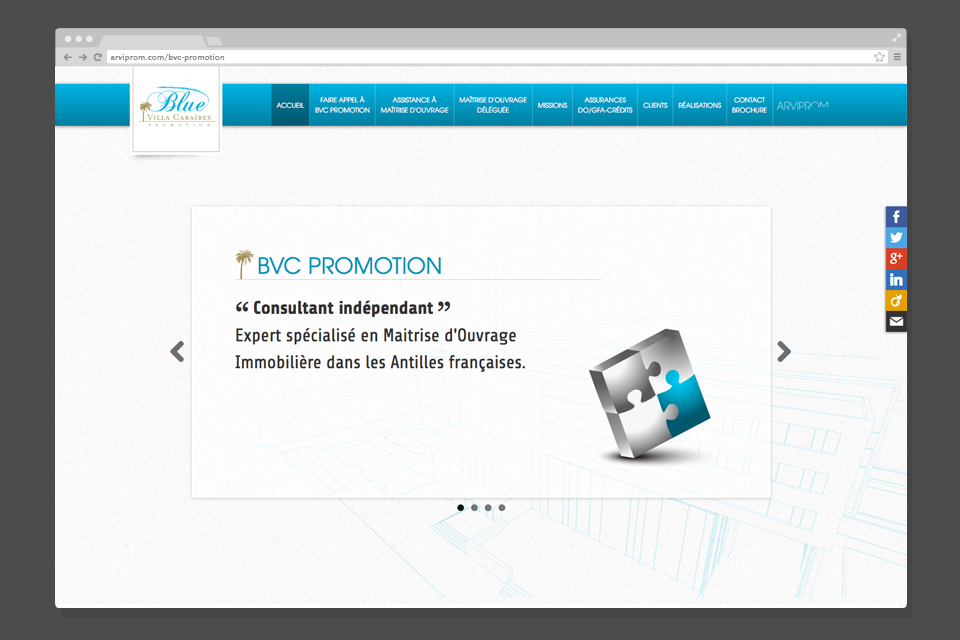 arviprom.com/bvc-promotion
Blue
VILLA CARAÏBES
PROMOTION
ACCUEIL
FAIRE APPEL À
BVC PROMOTION
ASSISTANCE À
MAÎTRISE D'OUVRAGE
MAÎTRISE D'OUVRAGE
DÉLÉGUÉE
MISSIONS
ASSURANCES
DO/GFA-CRÉDITS
CLIENTS
RÉALISATIONS
CONTACT
BROCHURE
ARVIPROM
BVC PROMOTION
“ Consultant indépendant ”
Expert spécialisé en Maitrise d'Ouvrage
Immobilière dans les Antilles françaises.